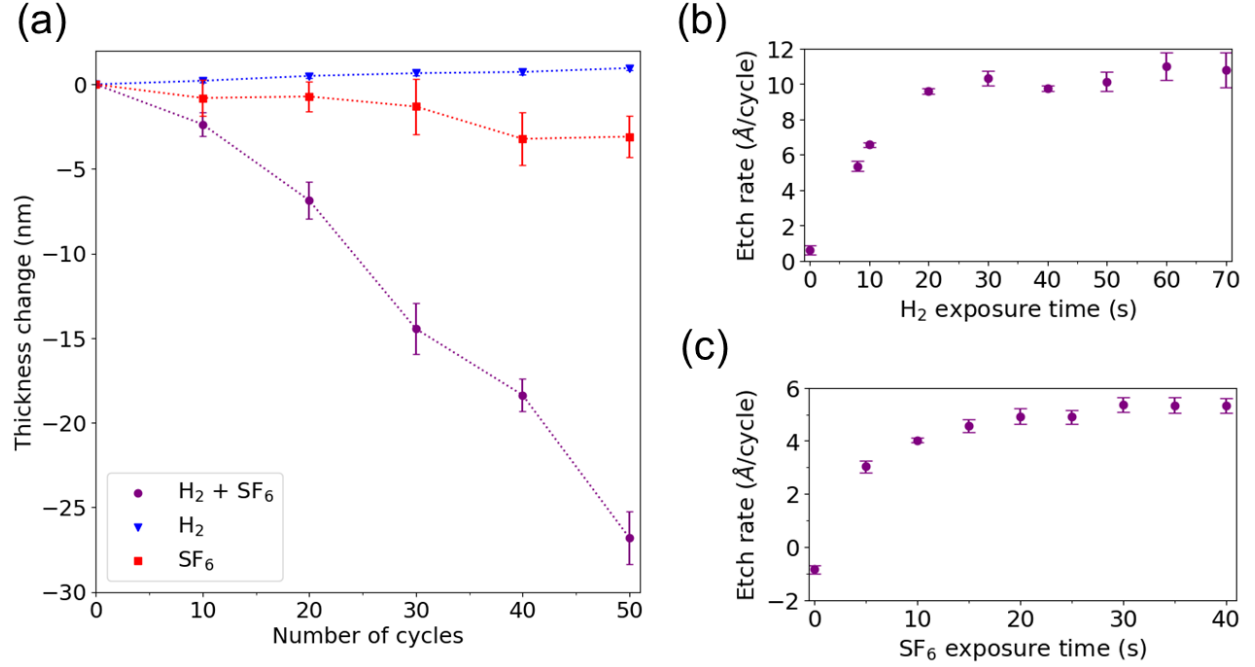 (a)
0
−5
−10
−15
−20
−25
−30
Thickness change (nm)
H₂ + SF₆
H₂
SF₆
0 10 20 30 40 50
Number of cycles
(b)
12
10
8
6
4
2
0
Etch rate (Å/cycle)
0 10 20 30 40 50 60 70
H₂ exposure time (s)
(c)
6
4
2
0
−2
Etch rate (Å/cycle)
0 5 10 15 20 25 30 35 40
SF₆ exposure time (s)